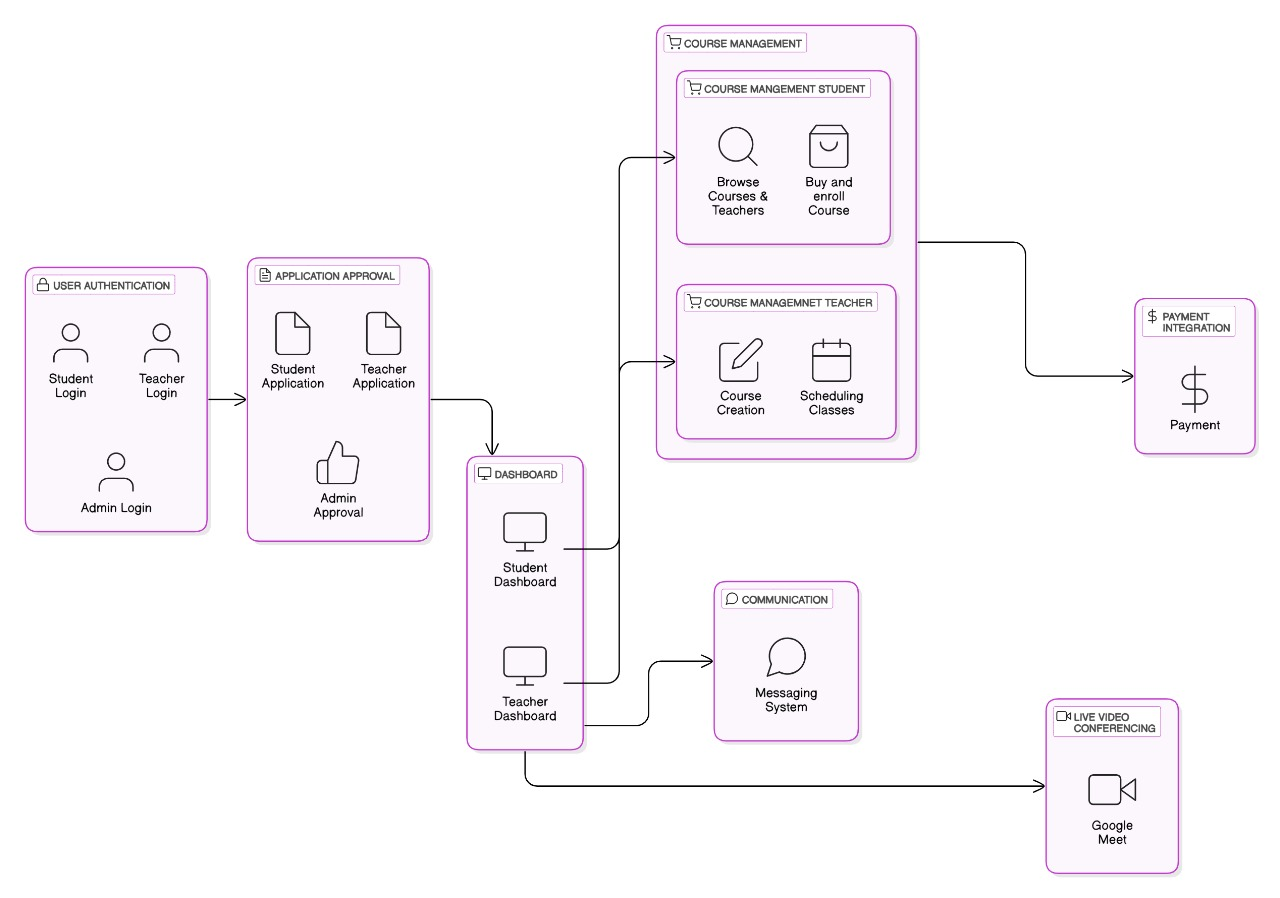 USER AUTHENTICATION
Student
Login
Teacher
Login
Admin Login
APPLICATION APPROVAL
Student
Application
Teacher
Application
Admin
Approval
DASHBOARD
Student
Dashboard
Teacher
Dashboard
COURSE MANAGEMENT
COURSE MANGEMENT STUDENT
Browse
Courses &
Teachers
Buy and
enroll
Course
COURSE MANAGEMNET TEACHER
Course
Creation
Scheduling
Classes
COMMUNICATION
Messaging
System
PAYMENT
INTEGRATION
Payment
LIVE VIDEO
CONFERENCING
Google
Meet